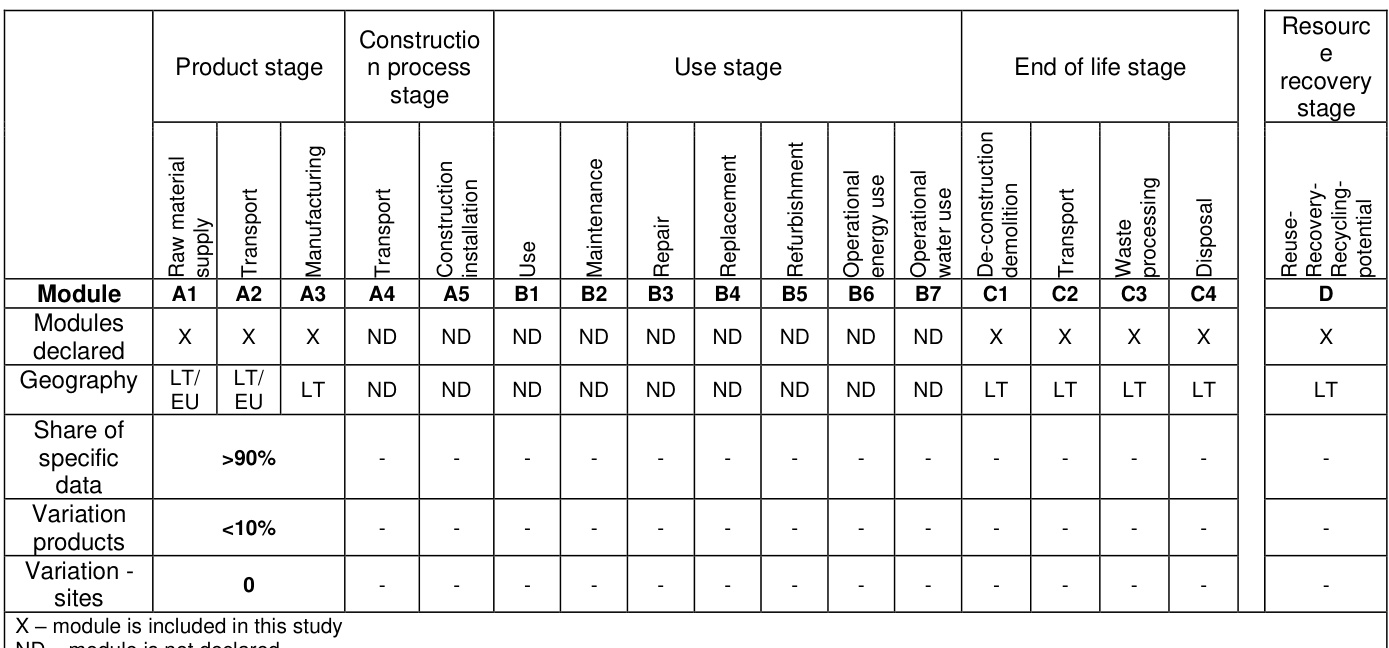 Product stage
Constructio
n process
stage
Use stage
End of life stage
Resourc
e
recovery
stage
Raw material
supply
Transport
Manufacturing
Transport
Construction
installation
Use
Maintenance
Repair
Replacement
Refurbishment
Operational
energy use
Operational
water use
De-construction
demolition
Transport
Waste
processing
Disposal
Reuse-
Recovery-
Recycling-
potential
Module A1 A2 A3 A4 A5 B1 B2 B3 B4 B5 B6 B7 C1 C2 C3 C4 D
Modules
declared
X X X ND ND ND ND ND ND ND ND ND X X X X X
Geography
LT/
EU
LT/
EU
LT ND ND ND ND ND ND ND ND ND LT LT LT LT LT
Share of
specific
data
>90% - - - - - - - - - - - - - -
Variation
products
<10% - - - - - - - - - - - - - -
Variation -
sites
0 - - - - - - - - - - - - - -
X – module is included in this study
ND – module is not declared